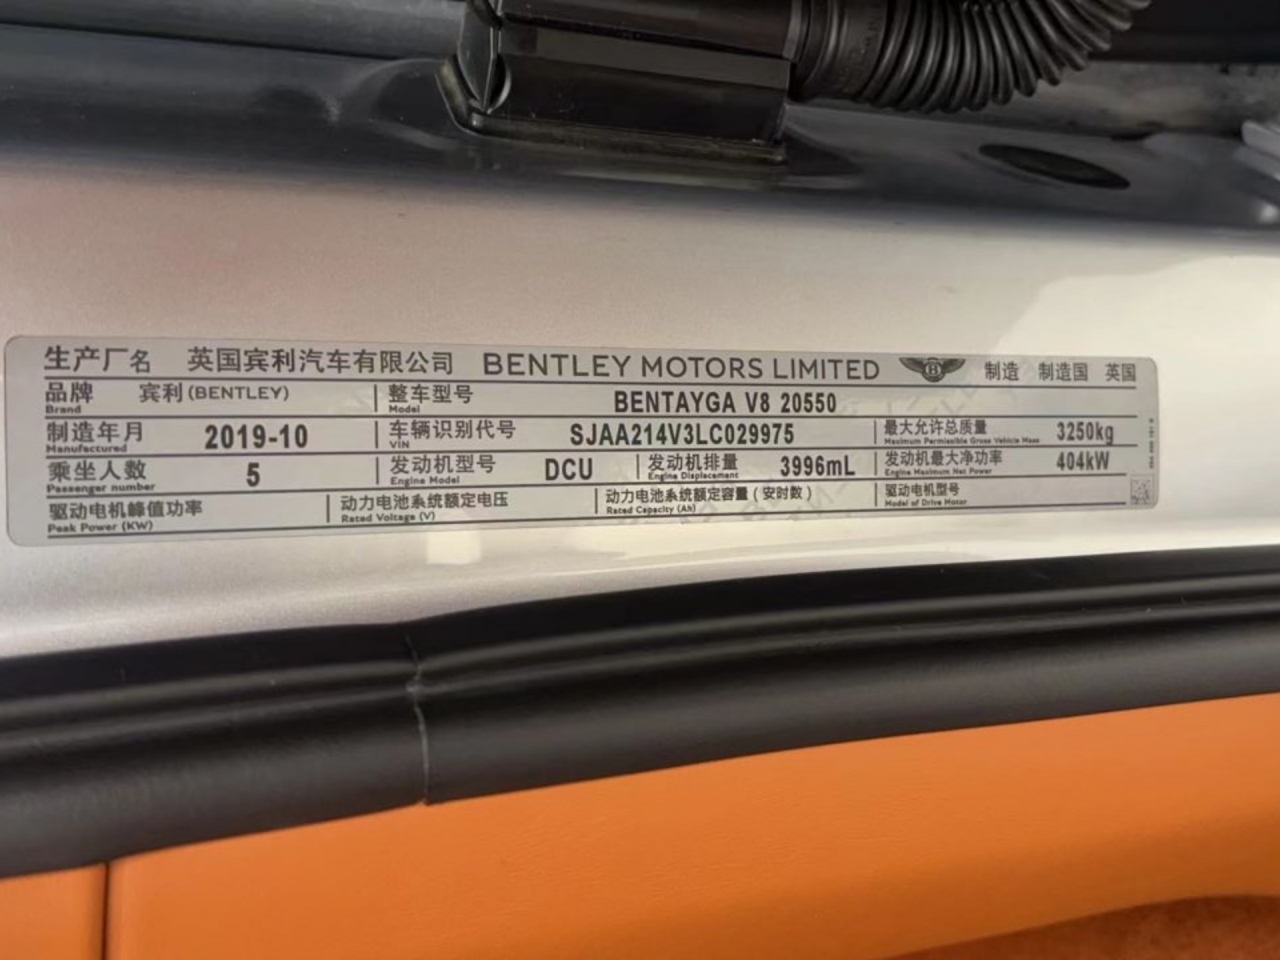 生产厂名 英国宾利汽车有限公司 BENTLEY MOTORS LIMITED B 制造 制造国 英国
品牌 宾利(BENTLEY) 整车型号 BENTAYGA V8 20550
Brand Model
制造年月 2019-10 车辆识别代号 SJAA214V3LC029975 最大允许总质量 3250kg
Manufactured VIN Maximum Permissible Gross Vehicle Mass
乘坐人数 5 发动机型号 DCU 发动机排量 3996mL 发动机最大净功率 404kW
Passenger number Engine Model Engine Displacement Engine Maximum Net Power
驱动电机峰值功率 动力电池系统额定电压 动力电池系统额定容量(安时数) 驱动电机型号
Peak Power (KW) Rated Voltage (V) Rated Capacity (Ah) Model of Drive Motor